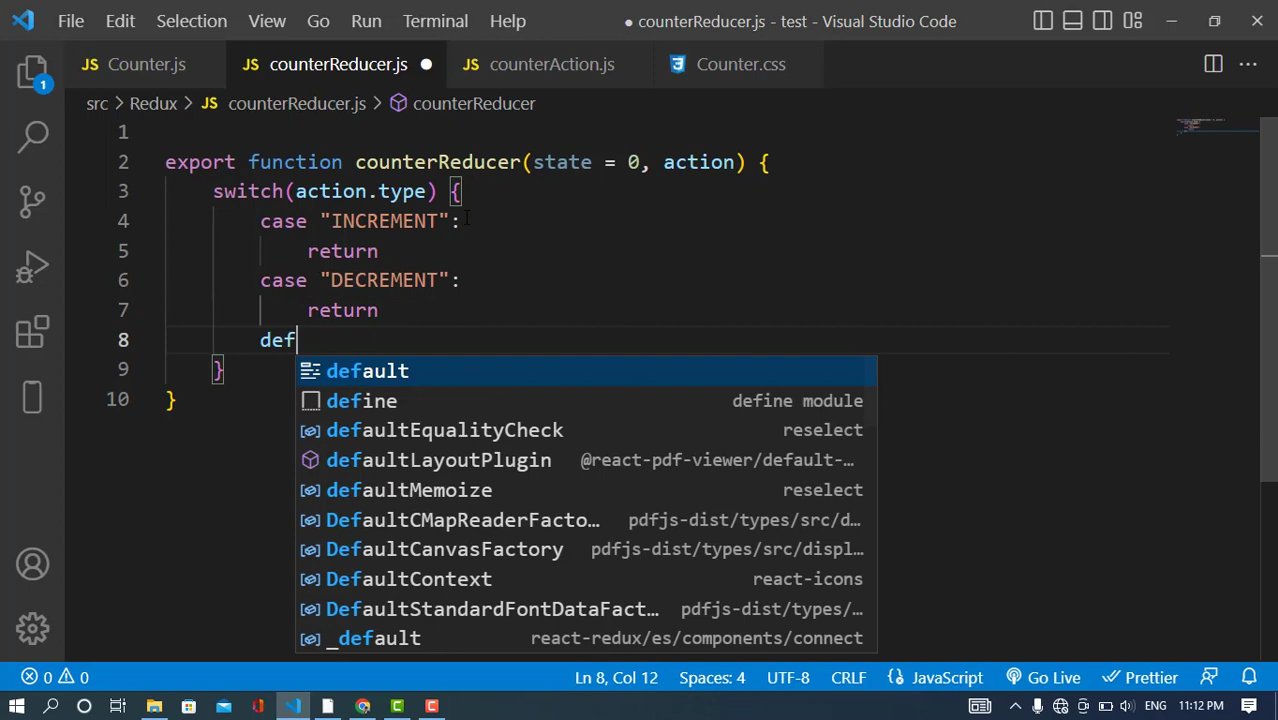 File Edit Selection View Go Run Terminal Help ● counterReducer.js - test - Visual Studio Code
JS Counter.js JS counterReducer.js ● JS counterAction.js Counter.css ···
src > Redux > JS counterReducer.js > counterReducer
1
1
2 export function counterReducer(state = 0, action) {
3 switch(action.type) {
4 case "INCREMENT":
5 return
6 case "DECREMENT":
7 return
8 def
9 }
10 }
default
define define module
defaultEqualityCheck reselect
defaultLayoutPlugin @react-pdf-viewer/default-…
defaultMemoize reselect
DefaultCMapReaderFacto... pdfjs-dist/types/src/d…
DefaultCanvasFactory pdfjs-dist/types/src/displ…
DefaultContext react-icons
DefaultStandardFontDataFact... pdfjs-dist/types/…
_default react-redux/es/components/connect
0 0 Ln 8, Col 12 Spaces: 4 UTF-8 CRLF JavaScript Go Live Prettier
ENG 11:12 PM